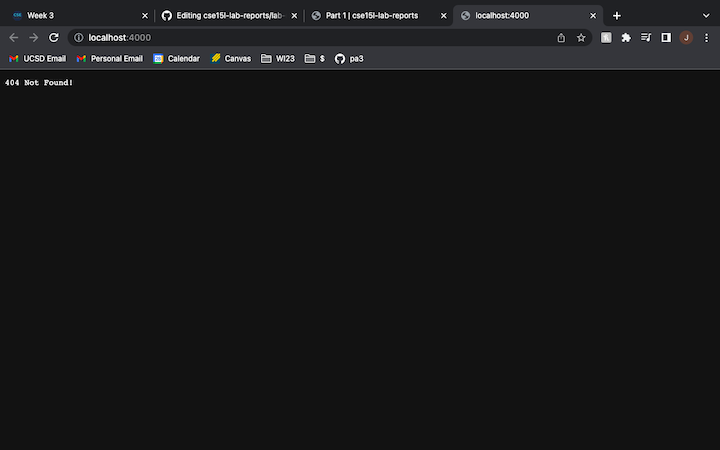 Week 3
Editing cse15l-lab-reports/lab-
Part 1 | cse15l-lab-reports
localhost:4000
localhost:4000
J
UCSD Email
Personal Email
Calendar
Canvas
WI23
$
pa3
404 Not Found!